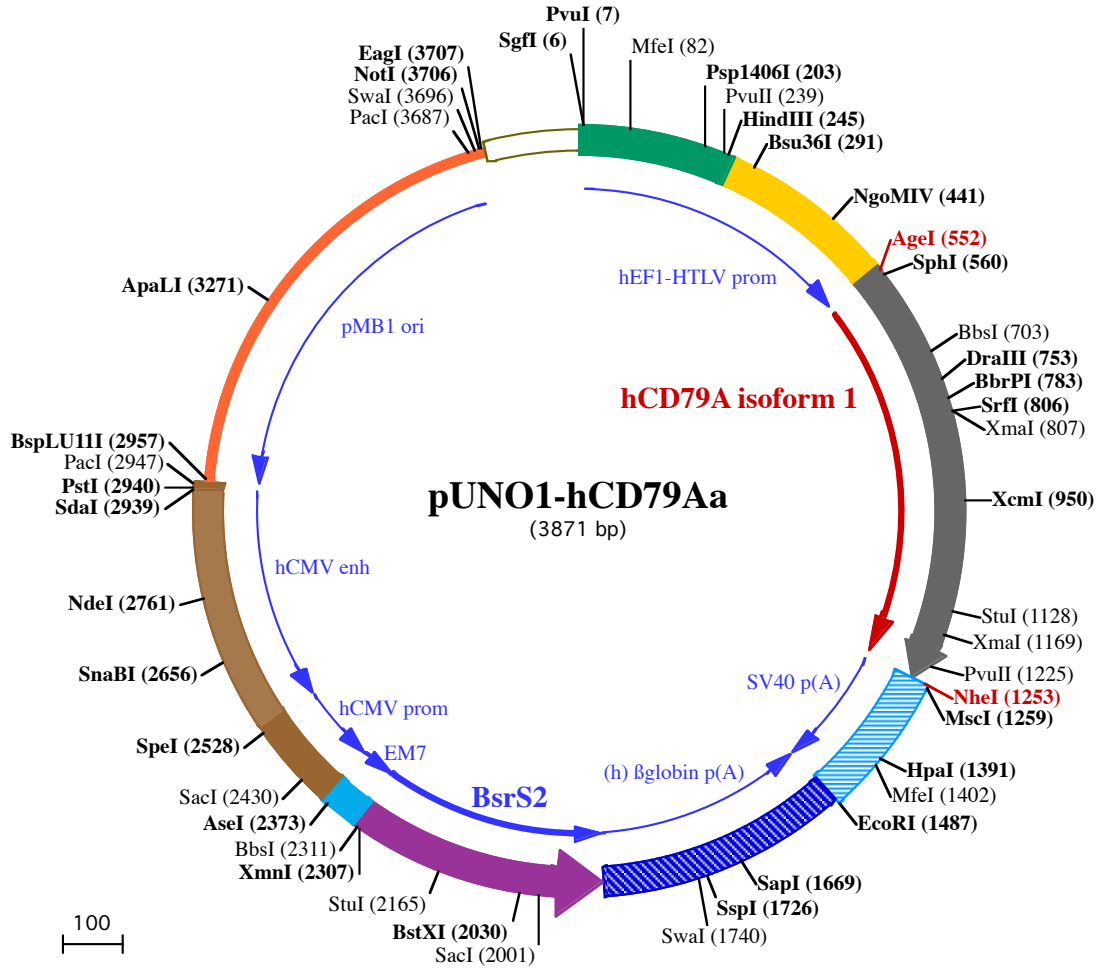 PvuI (7)
SgfI (6)
MfeI (82)
EagI (3707)
NotI (3706)
SwaI (3696)
PacI (3687)
Psp1406I (203)
PvuII (239)
HindIII (245)
Bsu36I (291)
NgoMIV (441)
AgeI (552)
SphI (560)
hEF1-HTLV prom
ApaLI (3271)
pMB1 ori
BbsI (703)
DraIII (753)
BbrPI (783)
SrfI (806)
XmaI (807)
hCD79A isoform 1
BspLU11I (2957)
PacI (2947)
PstI (2940)
SdaI (2939)
pUNO1-hCD79Aa
(3871 bp)
XcmI (950)
hCMV enh
NdeI (2761)
StuI (1128)
XmaI (1169)
SnaBI (2656)
PvuII (1225)
SV40 p(A)
NheI (1253)
MscI (1259)
hCMV prom
SpeI (2528)
EM7
(h) ßglobin p(A)
HpaI (1391)
MfeI (1402)
SacI (2430)
BsrS2
AseI (2373)
EcoRI (1487)
BbsI (2311)
XmnI (2307)
SapI (1669)
StuI (2165)
SspI (1726)
BstXI (2030)
SwaI (1740)
SacI (2001)
100